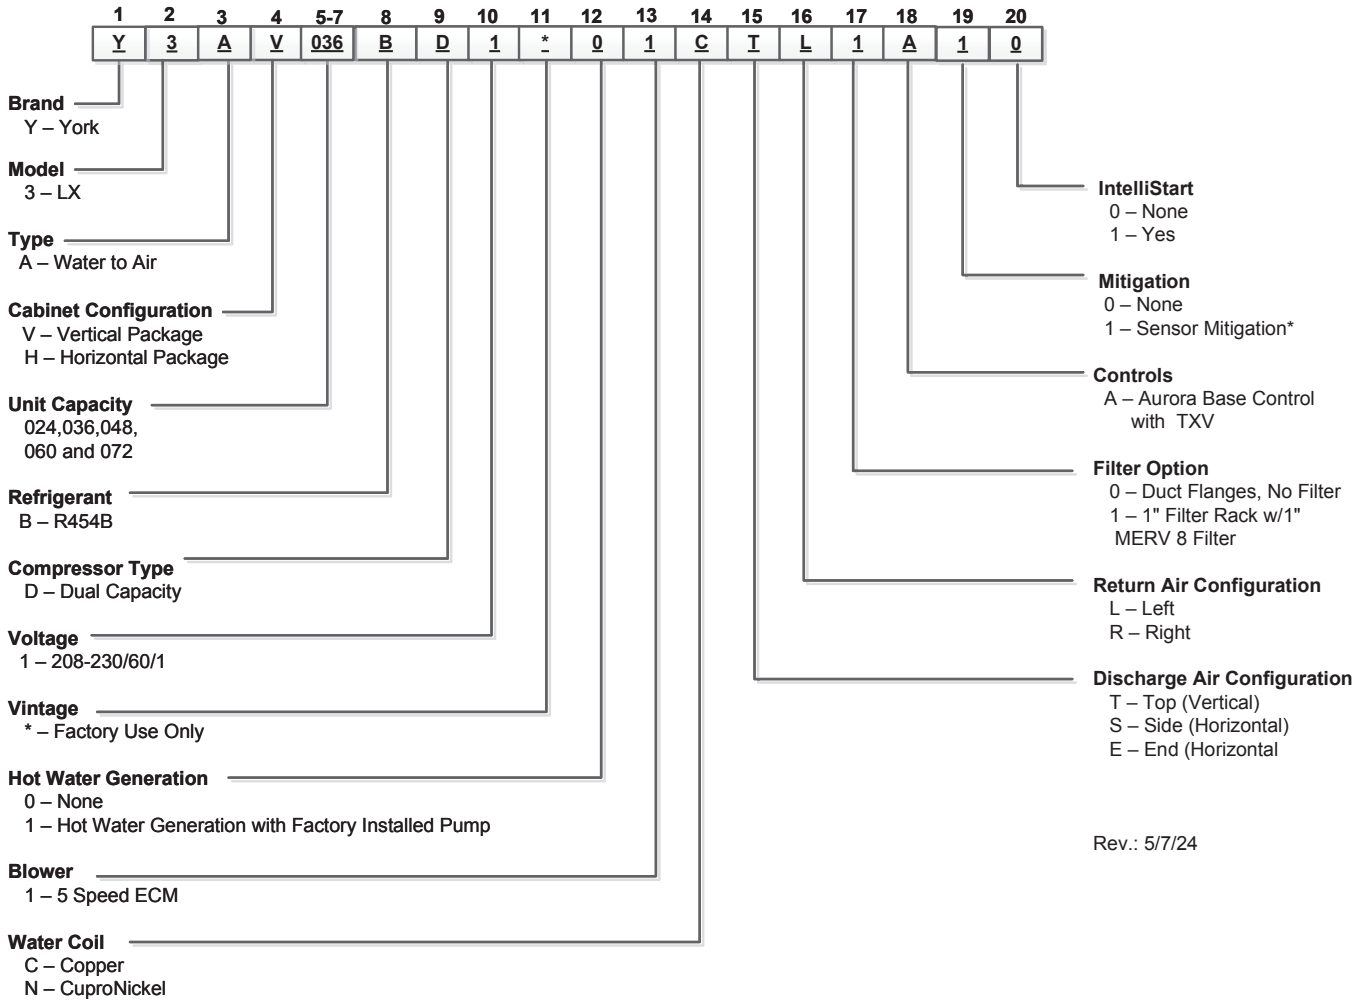 1 2 3 4 5-7 8 9 10 11 12 13 14 15 16 17 18 19 20
Y 3 A V 036 B D 1 * 0 1 C T L 1 A 1 0
Brand
Y – York
Model
3 – LX
Type
A – Water to Air
Cabinet Configuration
V – Vertical Package
H – Horizontal Package
Unit Capacity
024,036,048,
060 and 072
Refrigerant
B – R454B
Compressor Type
D – Dual Capacity
Voltage
1 – 208-230/60/1
Vintage
* – Factory Use Only
Hot Water Generation
0 – None
1 – Hot Water Generation with Factory Installed Pump
Blower
1 – 5 Speed ECM
Water Coil
C – Copper
N – CuproNickel
IntelliStart
0 – None
1 – Yes
Mitigation
0 – None
1 – Sensor Mitigation*
Controls
A – Aurora Base Control
with TXV
Filter Option
0 – Duct Flanges, No Filter
1 – 1" Filter Rack w/1"
MERV 8 Filter
Return Air Configuration
L – Left
R – Right
Discharge Air Configuration
T – Top (Vertical)
S – Side (Horizontal)
E – End (Horizontal
Rev.: 5/7/24